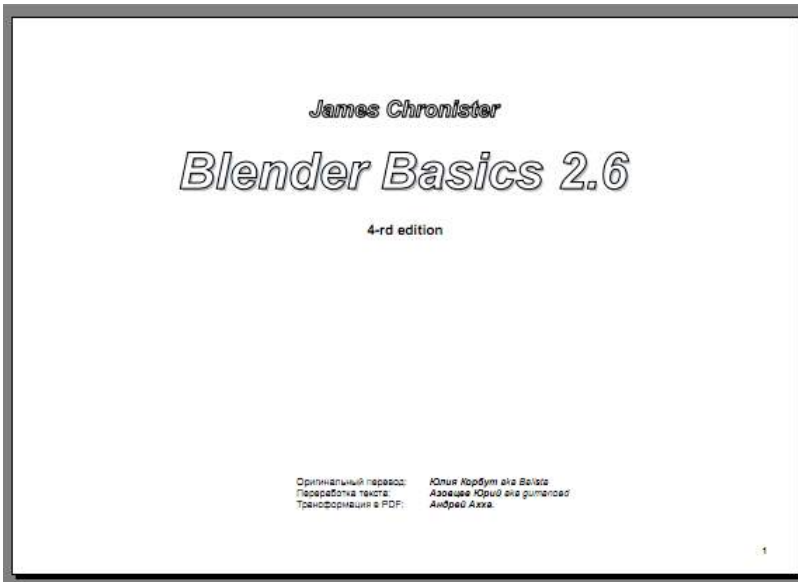 James Chronister
Blender Basics 2.6
4-rd edition
Оригинальный перевод: Юлия Корбут aka Balista
Переработка текста: Азовцев Юрий aka gumanoed
Трансформация в PDF: Андрей Ахха.
1